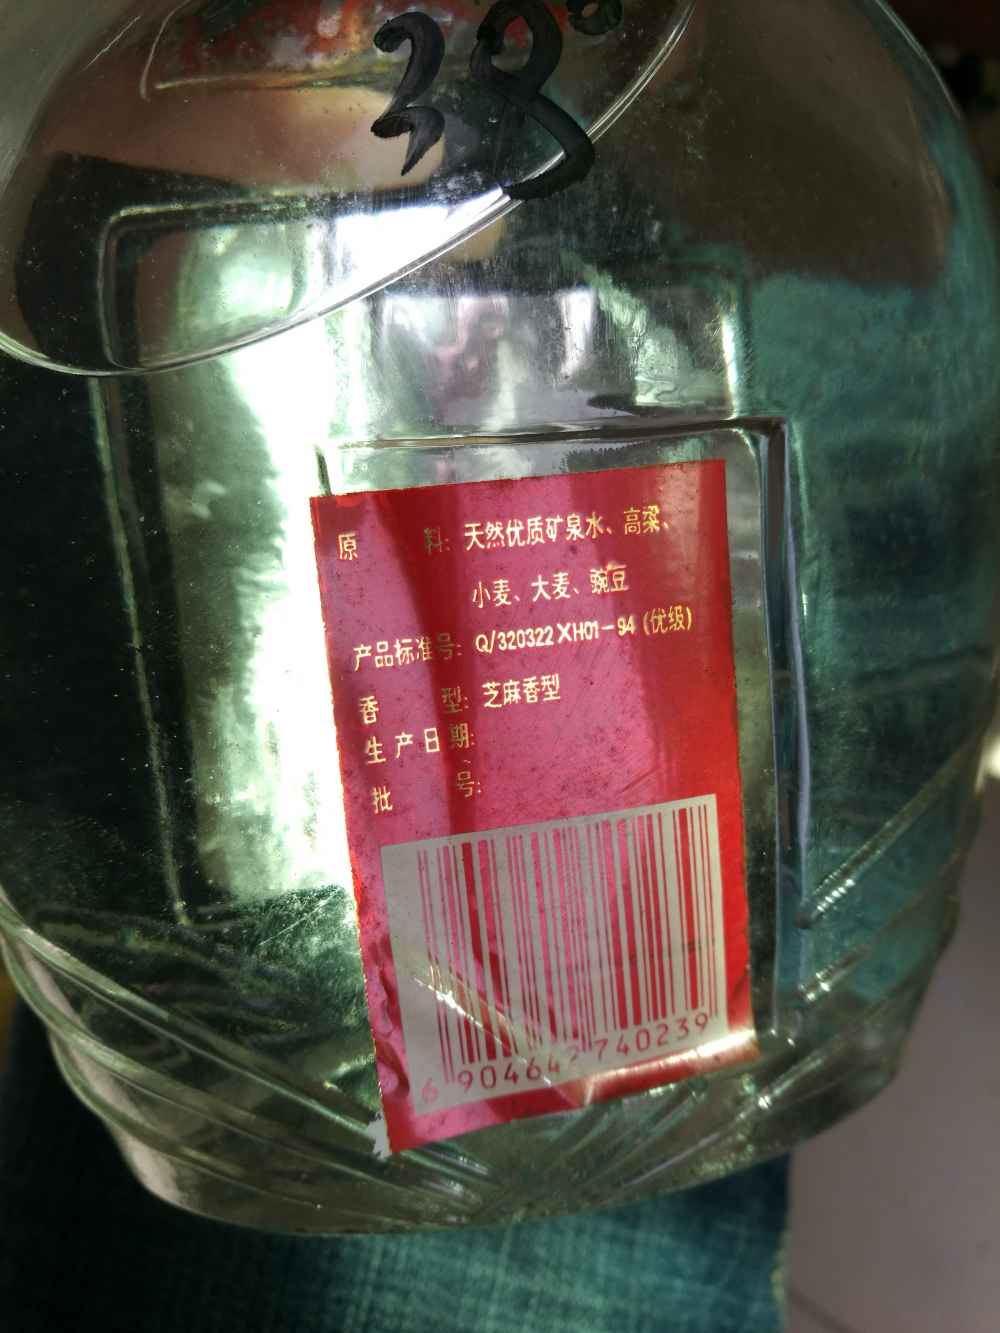 38°
原 料: 天然优质矿泉水、高粱、
小麦、大麦、豌豆
产品标准号: Q/320322XH01-94(优级)
香 型: 芝麻香型
生产日期:
批 号:
6 904642 740239